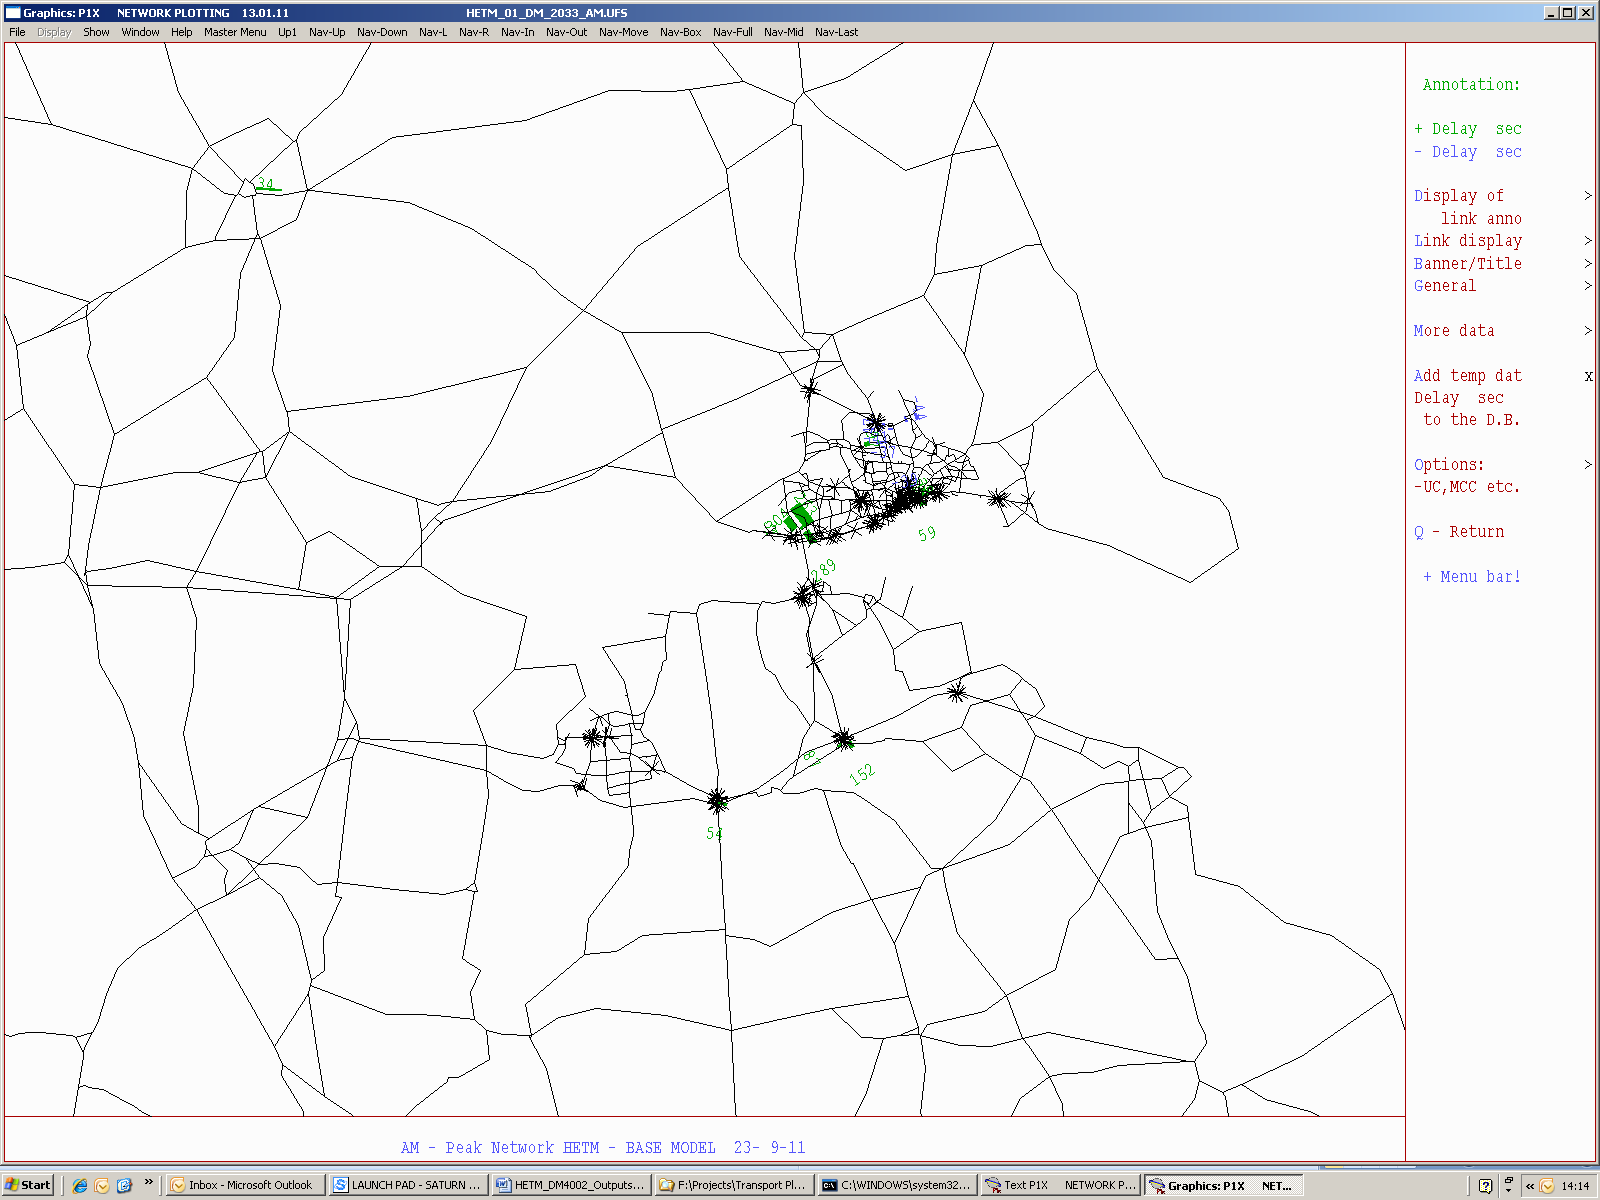 Graphics: P1X NETWORK PLOTTING 13.01.11 HETM_01_DM_2033_AM.UFS
File Display Show Window Help Master Menu Up1 Nav-Up Nav-Down Nav-L Nav-R Nav-In Nav-Out Nav-Move Nav-Box Nav-Full Nav-Mid Nav-Last
Annotation:
+ Delay sec
- Delay sec
Display of >
link anno
Link display >
Banner/Title >
General >
More data >
Add temp dat x
Delay sec
to the D.B.
Options: >
-UC,MCC etc.
Q - Return
+ Menu bar!
34
59
289
87
152
54
AM - Peak Network HETM - BASE MODEL 23- 9-11
Start » Inbox - Microsoft Outlook LAUNCH PAD - SATURN ... HETM_DM4002_Outputs... F:\Projects\Transport Pl... C:\WINDOWS\system32... Text P1X NETWORK P... Graphics: P1X NET... « 14:14